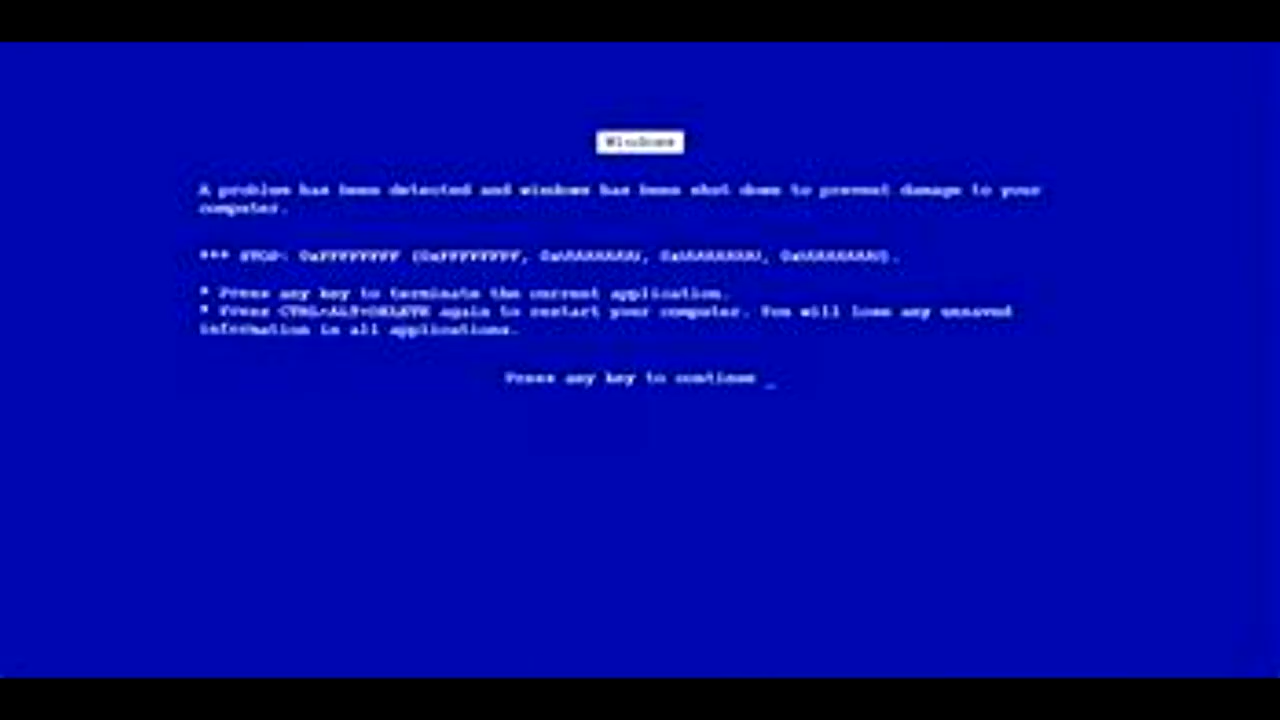 Windows
A problem has been detected and windows has been shut down to prevent damage to your
computer.
*** STOP:
* Press any key to terminate the current application.
* Press CTRL+ALT+DELETE again to restart your computer. You will lose any unsaved
information in all applications.
Press any key to continue _